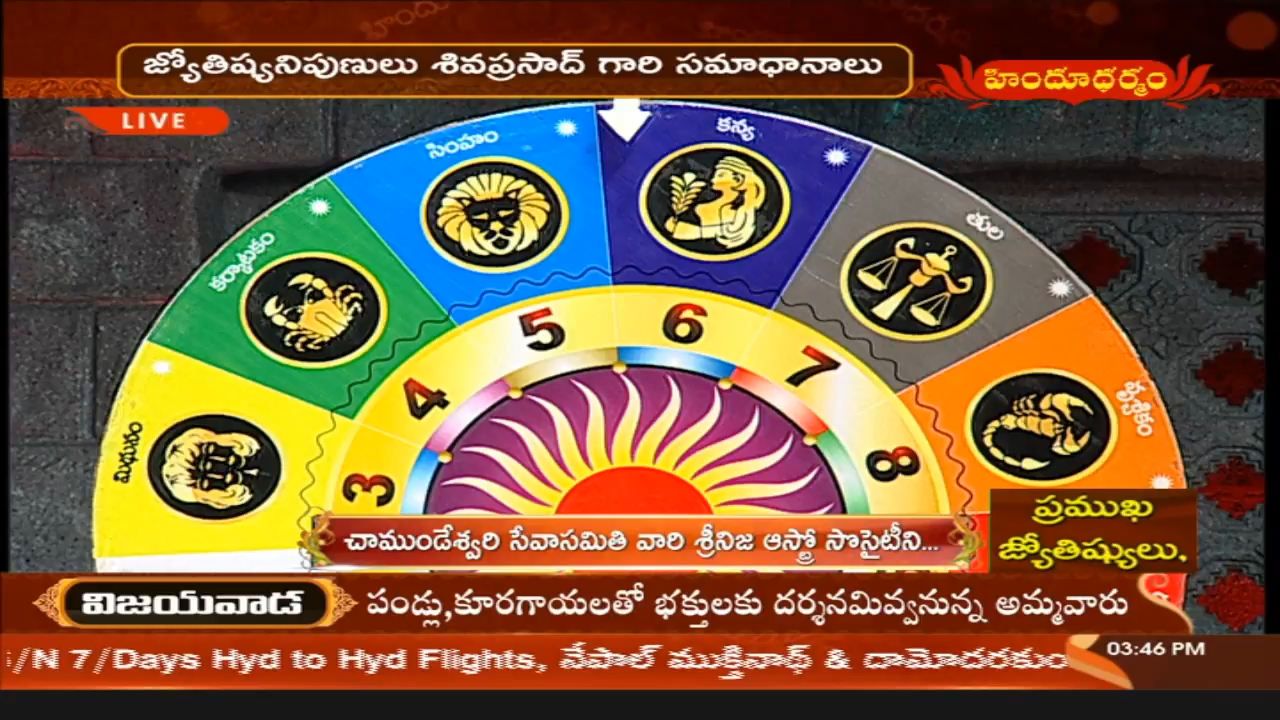 జ్యోతిష్యనిపుణులు శివప్రసాద్ గారి సమాధానాలు
హిందూధర్మం
LIVE
మిథునం
కర్కాటకం
సింహం
కన్య
తుల
వృశ్చికం
3
4
5
6
7
8
చాముండేశ్వరి సేవాసమితి వారి శ్రీనిజ ఆస్ట్రో సొసైటీని...
ప్రముఖ
జ్యోతిష్యులు.
విజయవాడ
పండ్లు,కూరగాయలతో భక్తులకు దర్శనమివ్వనున్న అమ్మవారు
/N 7/Days Hyd to Hyd Flights, నేపాల్ ముక్తినాథ్ & దామోదరకుం
03:46 PM